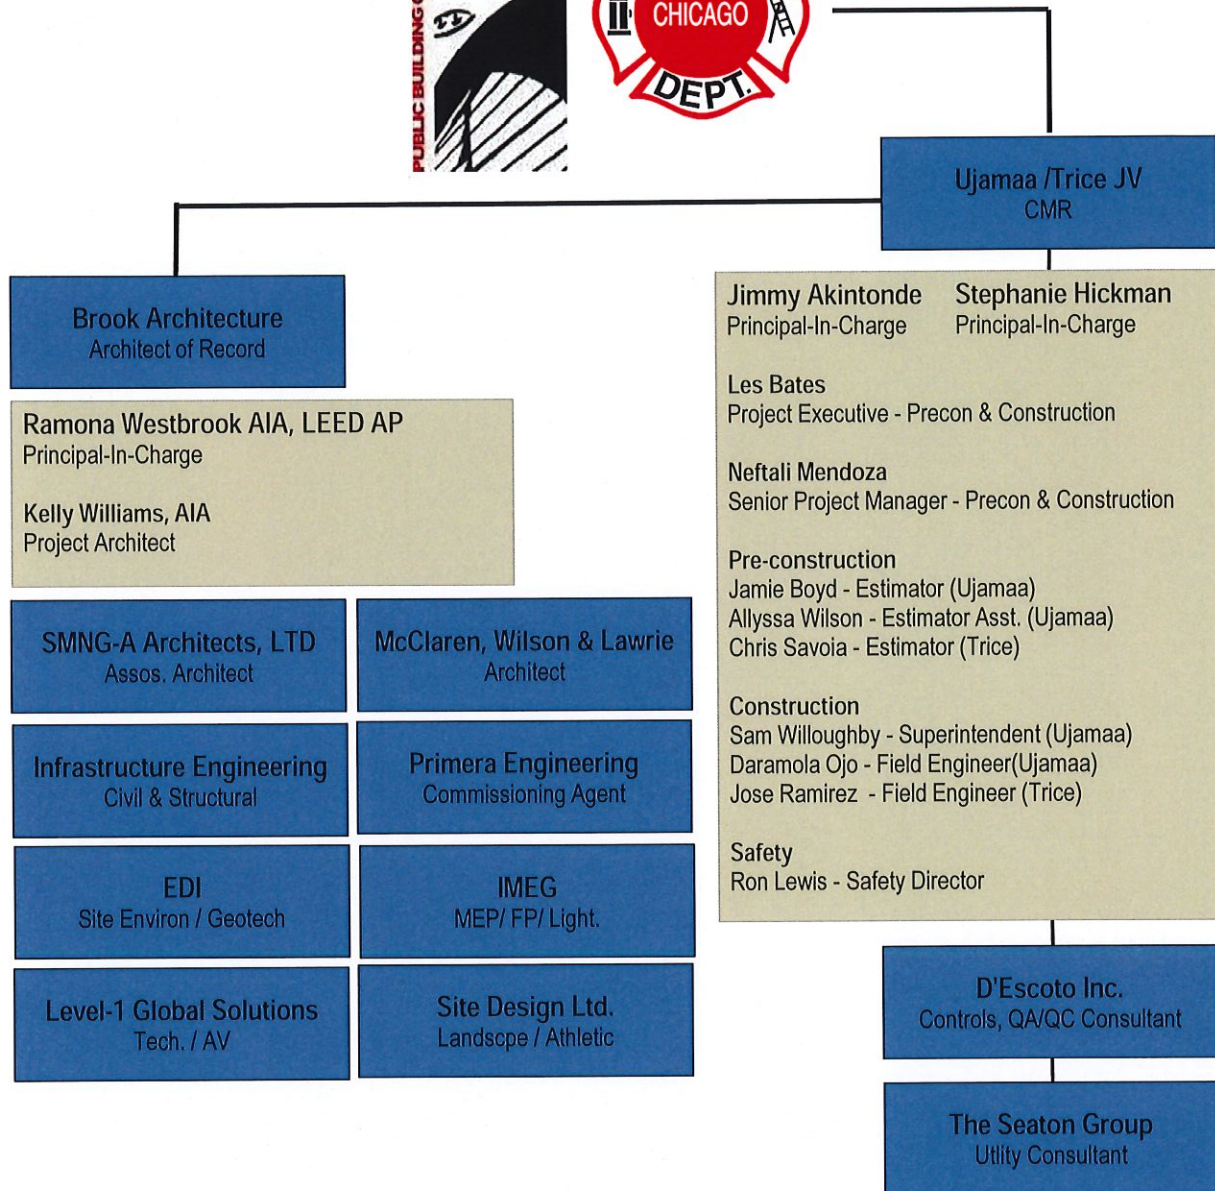 PUBLIC BUILDING
CHICAGO
DEPT.
Ujamaa /Trice JV
CMR
Brook Architecture
Architect of Record
Ramona Westbrook AIA, LEED AP
Principal-In-Charge
Kelly Williams, AIA
Project Architect
SMNG-A Architects, LTD
Assos. Architect
McClaren, Wilson & Lawrie
Architect
Infrastructure Engineering
Civil & Structural
Primera Engineering
Commissioning Agent
EDI
Site Environ / Geotech
IMEG
MEP/ FP/ Light.
Level-1 Global Solutions
Tech. / AV
Site Design Ltd.
Landscpe / Athletic
Jimmy Akintonde Stephanie Hickman
Principal-In-Charge Principal-In-Charge
Les Bates
Project Executive - Precon & Construction
Neftali Mendoza
Senior Project Manager - Precon & Construction
Pre-construction
Jamie Boyd - Estimator (Ujamaa)
Allyssa Wilson - Estimator Asst. (Ujamaa)
Chris Savoia - Estimator (Trice)
Construction
Sam Willoughby - Superintendent (Ujamaa)
Daramola Ojo - Field Engineer(Ujamaa)
Jose Ramirez - Field Engineer (Trice)
Safety
Ron Lewis - Safety Director
D'Escoto Inc.
Controls, QA/QC Consultant
The Seaton Group
Utlity Consultant